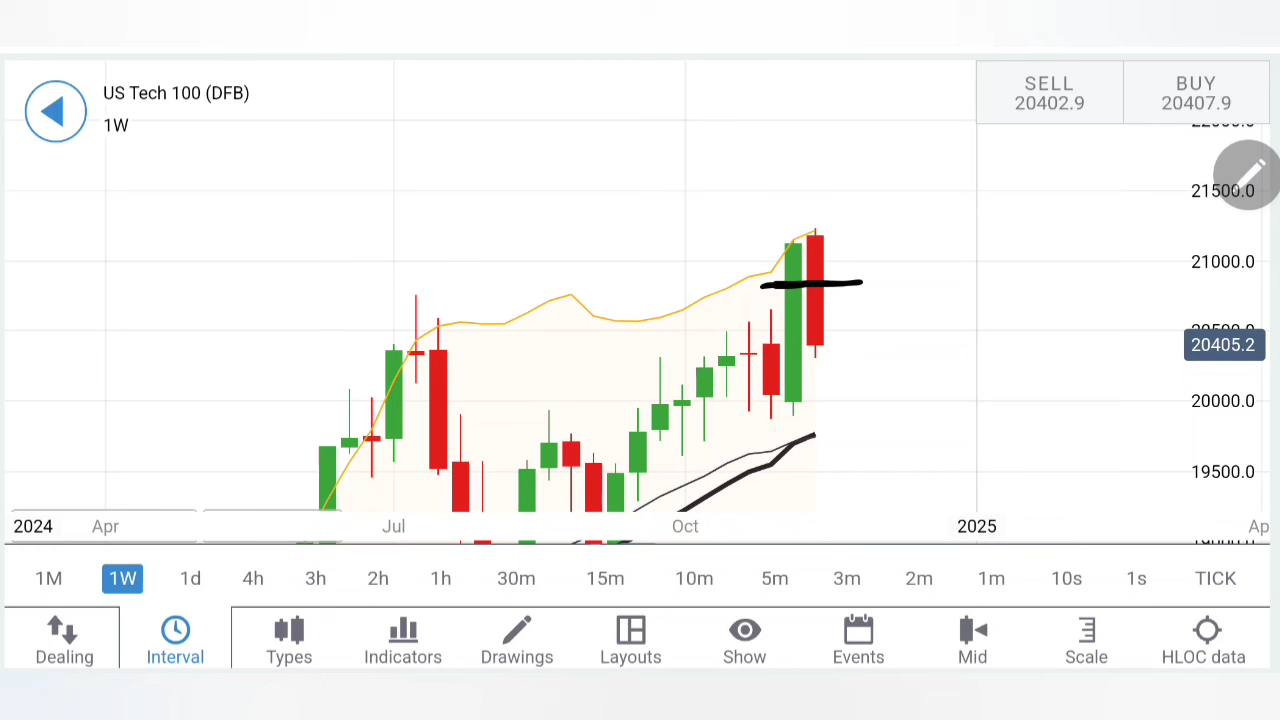 US Tech 100 (DFB)
1W
SELL
20402.9
BUY
20407.9
21500.0
21000.0
20405.2
20000.0
19500.0
2024 Apr Jul Oct 2025 Ap
1M 1W 1d 4h 3h 2h 1h 30m 15m 10m 5m 3m 2m 1m 10s 1s TICK
Dealing Interval Types Indicators Drawings Layouts Show Events Mid Scale HLOC data